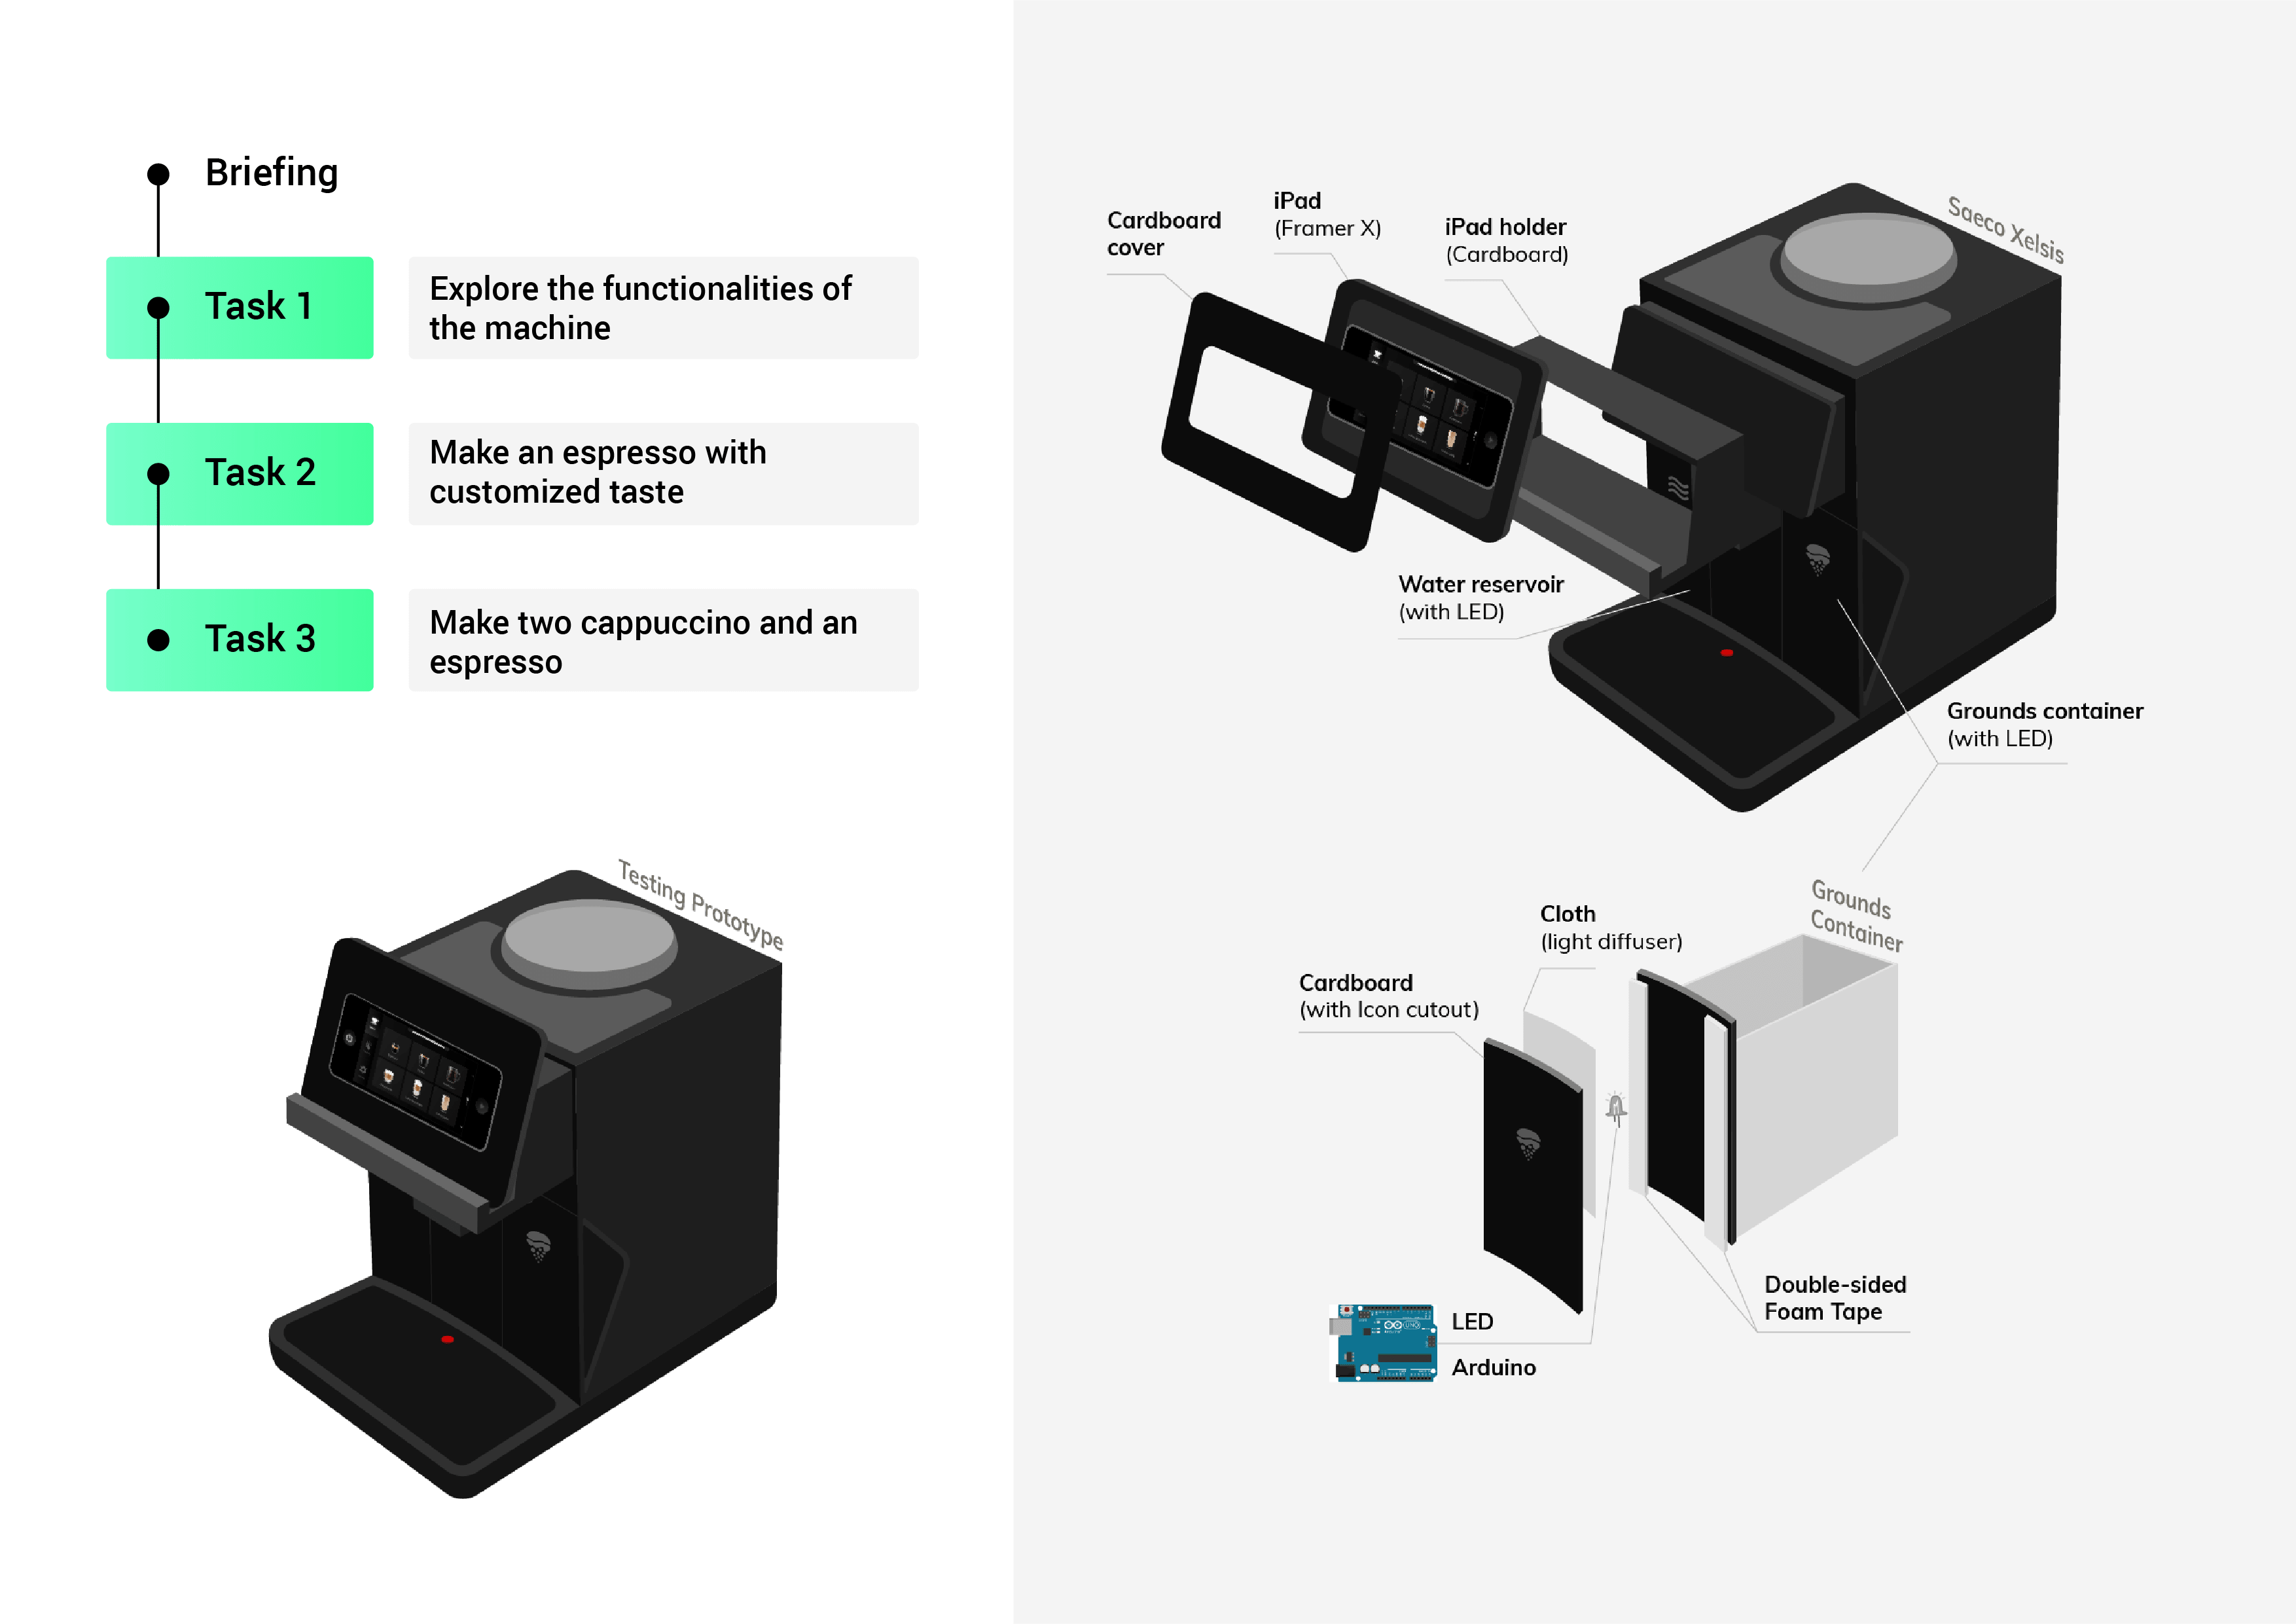 Briefing
Task 1
Explore the functionalities of
the machine
Task 2
Make an espresso with
customized taste
Task 3
Make two cappuccino and an
espresso
Testing Prototype
Saeco Xelsis
Cardboard
cover
iPad
(Framer X)
iPad holder
(Cardboard)
Water reservoir
(with LED)
Grounds container
(with LED)
Grounds
Container
Cloth
(light diffuser)
Cardboard
(with Icon cutout)
Double-sided
Foam Tape
LED
Arduino